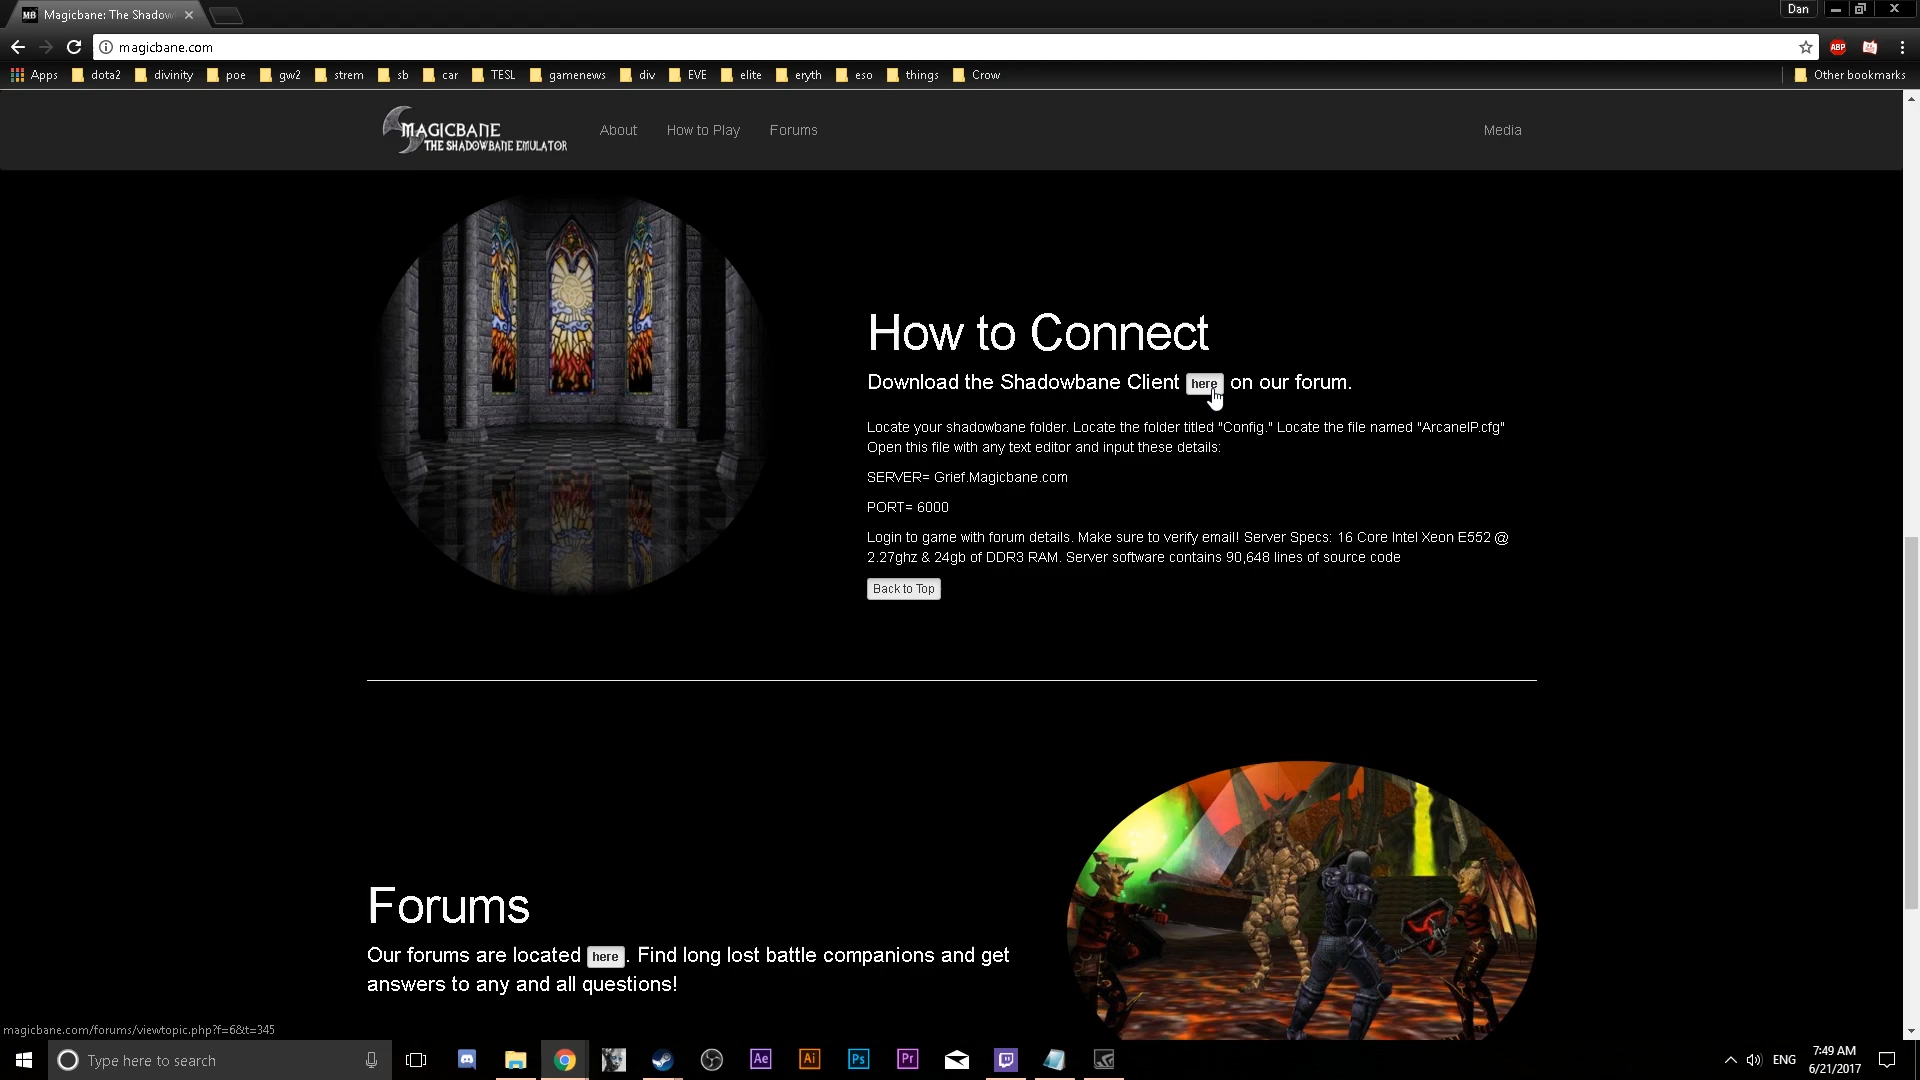 MB Magicbane: The Shadow
Dan
magicbane.com
ABP
Apps dota2 divinity poe gw2 strem sb car TESL gamenews div EVE elite eryth eso things Crow Other bookmarks
MAGICBANE
THE SHADOWBANE EMULATOR
About How to Play Forums Media
How to Connect
Download the Shadowbane Client here on our forum.
Locate your shadowbane folder. Locate the folder titled "Config." Locate the file named "ArcaneIP.cfg"
Open this file with any text editor and input these details:
SERVER= Grief.Magicbane.com
PORT= 6000
Login to game with forum details. Make sure to verify email! Server Specs: 16 Core Intel Xeon E552 @
2.27ghz & 24gb of DDR3 RAM. Server software contains 90,648 lines of source code
Back to Top
Forums
Our forums are located here. Find long lost battle companions and get
answers to any and all questions!
magicbane.com/forums/viewtopic.php?f=6&t=345
Type here to search
Ae Ai Ps Pr
ENG
7:49 AM
6/21/2017